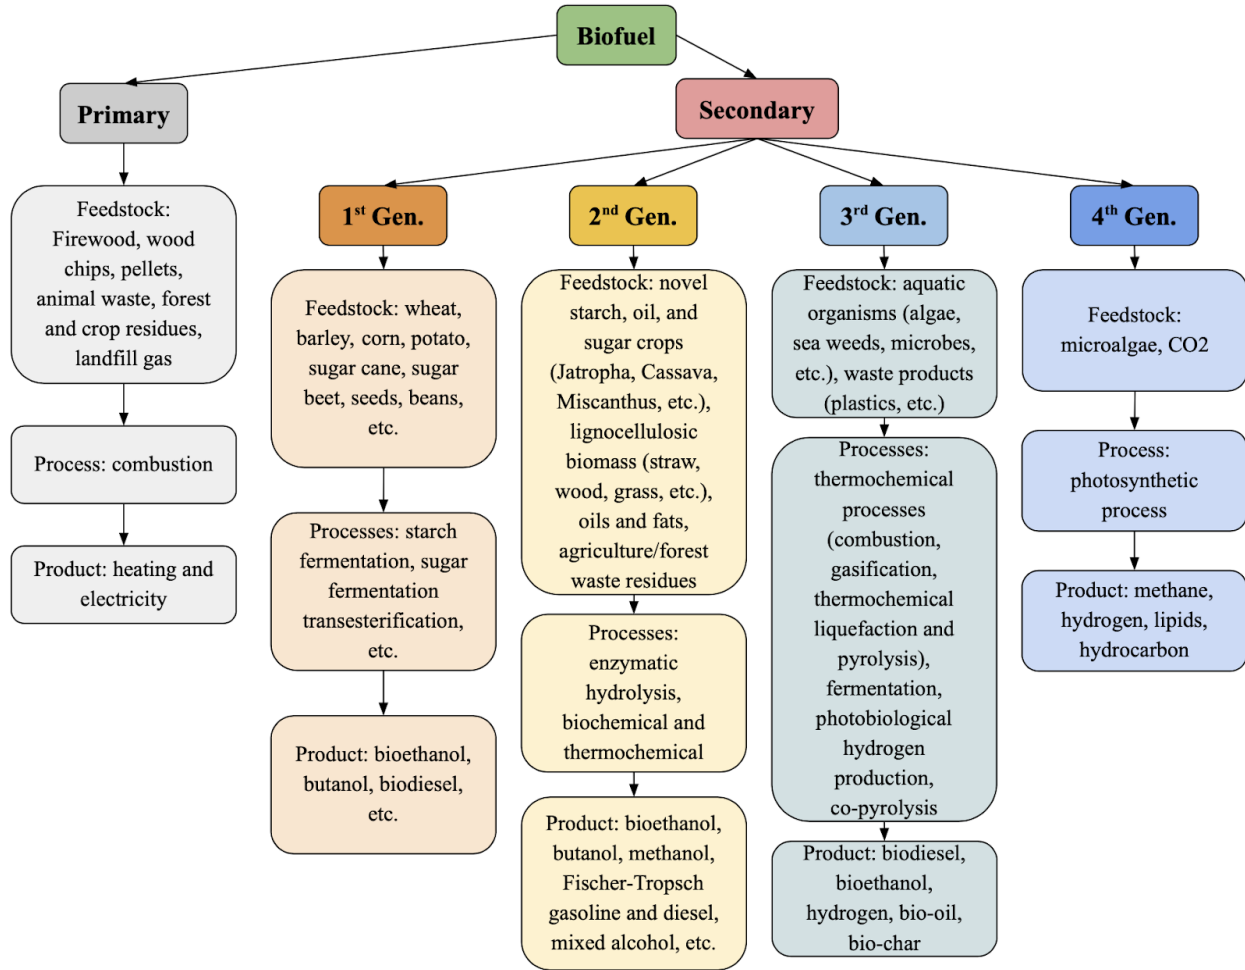 Biofuel
Primary
Secondary
Feedstock:
Firewood, wood
chips, pellets,
animal waste, forest
and crop residues,
landfill gas
Process: combustion
Product: heating and
electricity
1st Gen.
Feedstock: wheat,
barley, corn, potato,
sugar cane, sugar
beet, seeds, beans,
etc.
Processes: starch
fermentation, sugar
fermentation
transesterification,
etc.
Product: bioethanol,
butanol, biodiesel,
etc.
2nd Gen.
Feedstock: novel
starch, oil, and
sugar crops
(Jatropha, Cassava,
Miscanthus, etc.),
lignocellulosic
biomass (straw,
wood, grass, etc.),
oils and fats,
agriculture/forest
waste residues
Processes:
enzymatic
hydrolysis,
biochemical and
thermochemical
Product: bioethanol,
butanol, methanol,
Fischer-Tropsch
gasoline and diesel,
mixed alcohol, etc.
3rd Gen.
Feedstock: aquatic
organisms (algae,
sea weeds, microbes,
etc.), waste products
(plastics, etc.)
Processes:
thermochemical
processes
(combustion,
gasification,
thermochemical
liquefaction and
pyrolysis),
fermentation,
photobiological
hydrogen
production,
co-pyrolysis
Product: biodiesel,
bioethanol,
hydrogen, bio-oil,
bio-char
4th Gen.
Feedstock:
microalgae, CO2
Process:
photosynthetic
process
Product: methane,
hydrogen, lipids,
hydrocarbon